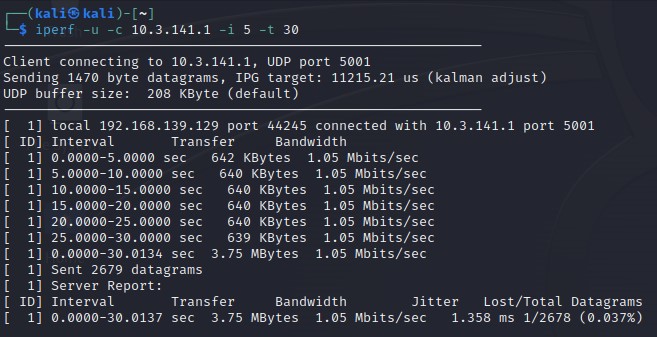 ┌──(kali㉿kali)-[~]
└─$ iperf -u -c 10.3.141.1 -i 5 -t 30
Client connecting to 10.3.141.1, UDP port 5001
Sending 1470 byte datagrams, IPG target: 11215.21 us (kalman adjust)
UDP buffer size:  208 KByte (default)
[  1] local 192.168.139.129 port 44245 connected with 10.3.141.1 port 5001
[ ID] Interval       Transfer     Bandwidth
[  1] 0.0000-5.0000 sec   642 KBytes  1.05 Mbits/sec
[  1] 5.0000-10.0000 sec   640 KBytes  1.05 Mbits/sec
[  1] 10.0000-15.0000 sec   640 KBytes  1.05 Mbits/sec
[  1] 15.0000-20.0000 sec   640 KBytes  1.05 Mbits/sec
[  1] 20.0000-25.0000 sec   640 KBytes  1.05 Mbits/sec
[  1] 25.0000-30.0000 sec   639 KBytes  1.05 Mbits/sec
[  1] 0.0000-30.0134 sec  3.75 MBytes  1.05 Mbits/sec
[  1] Sent 2679 datagrams
[  1] Server Report:
[ ID] Interval       Transfer     Bandwidth        Jitter   Lost/Total Datagrams
[  1] 0.0000-30.0137 sec  3.75 MBytes  1.05 Mbits/sec   1.358 ms 1/2678 (0.037%)